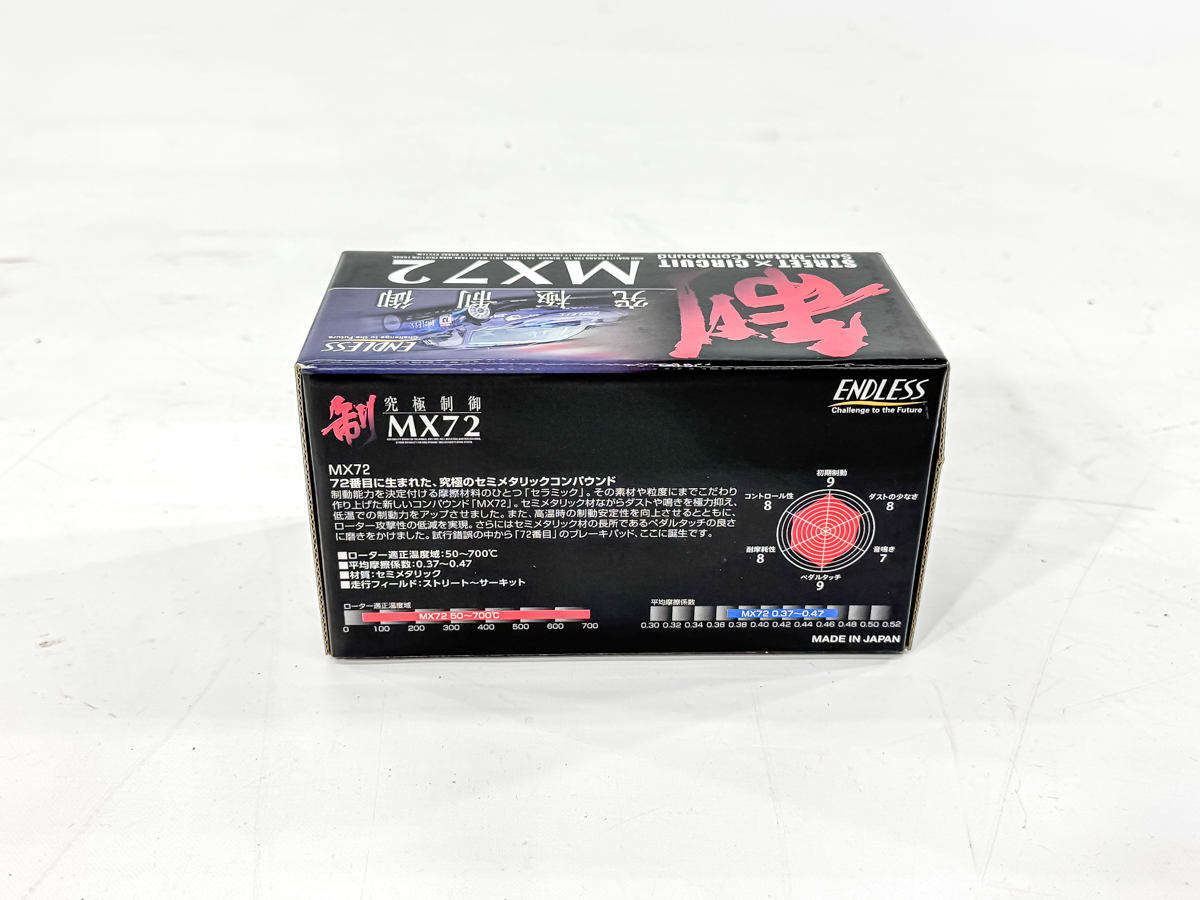 STREET × CIRCUIT
Semi-Metallic Compound
MX72
究極制御
制
ENDLESS
Challenge to the Future
制
究極制御
MX72
ENDLESS
Challenge to the Future
MX72
72番目に生まれた、究極のセミメタリックコンパウンド
制動能力を決定付ける摩擦材料のひとつ「セラミック」。その素材や粒度にまでこだわり
作り上げた新しいコンパウンド「MX72」。セミメタリック材ながらダストや鳴きを極力抑え、
低温での制動力をアップさせました。また、高温時の制動安定性を向上させるとともに、
ローター攻撃性の低減を実現。さらにはセミメタリック材の長所であるペダルタッチの良さ
に磨きをかけました。試行錯誤の中から「72番目」のブレーキパッド、ここに誕生です。
■ローター適正温度域:50〜700℃
■平均摩擦係数:0.37〜0.47
■材質:セミメタリック
■走行フィールド:ストリート〜サーキット
初期制動
9
コントロール性
8
ダストの少なさ
8
耐摩耗性
8
音鳴き
7
ペダルタッチ
9
ローター適正温度域
MX72 50〜700℃
0 100 200 300 400 500 600 700
平均摩擦係数
MX72 0.37〜0.47
0.30 0.32 0.34 0.36 0.38 0.40 0.42 0.44 0.46 0.48 0.50 0.52
MADE IN JAPAN